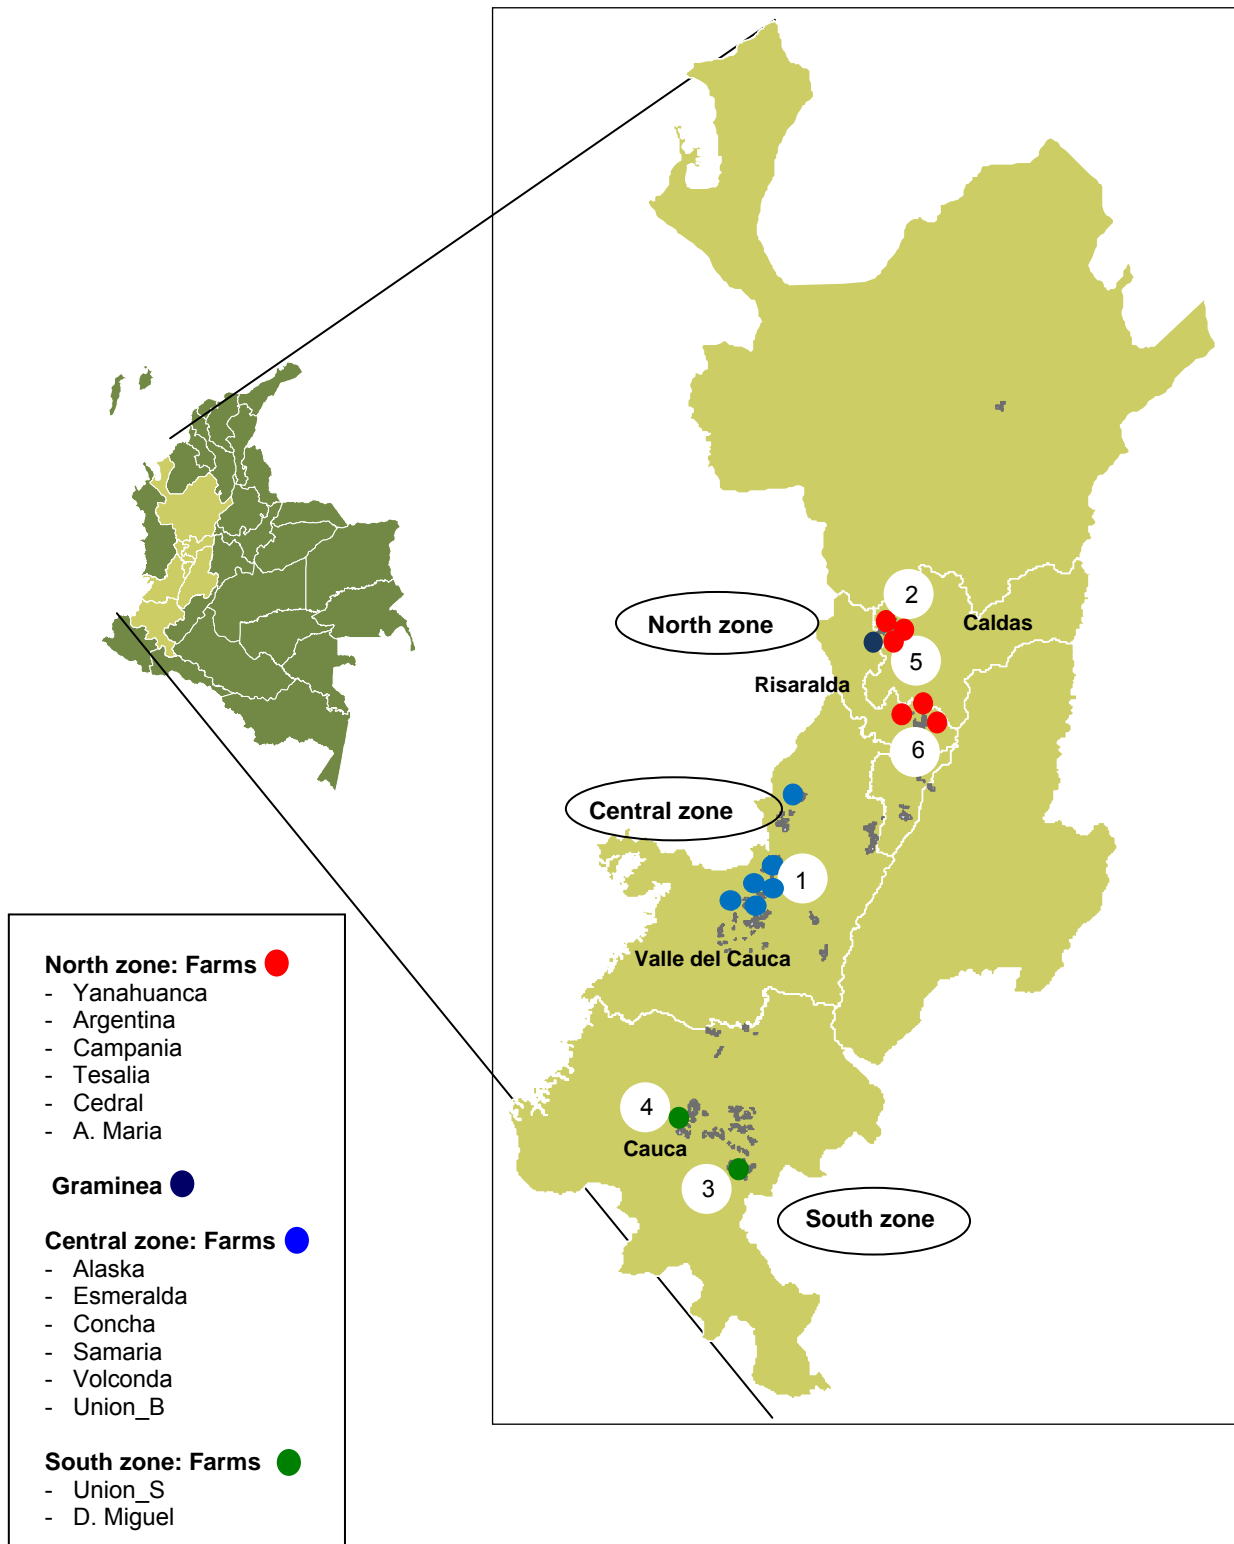 2
North zone
Caldas
5
Risaralda
6
Central zone
1
Valle del Cauca
4
Cauca
3
South zone
North zone: Farms
- Yanahuanca
- Argentina
- Campania
- Tesalia
- Cedral
- A. Maria
Graminea
Central zone: Farms
- Alaska
- Esmeralda
- Concha
- Samaria
- Volconda
- Union_B
South zone: Farms
- Union_S
- D. Miguel